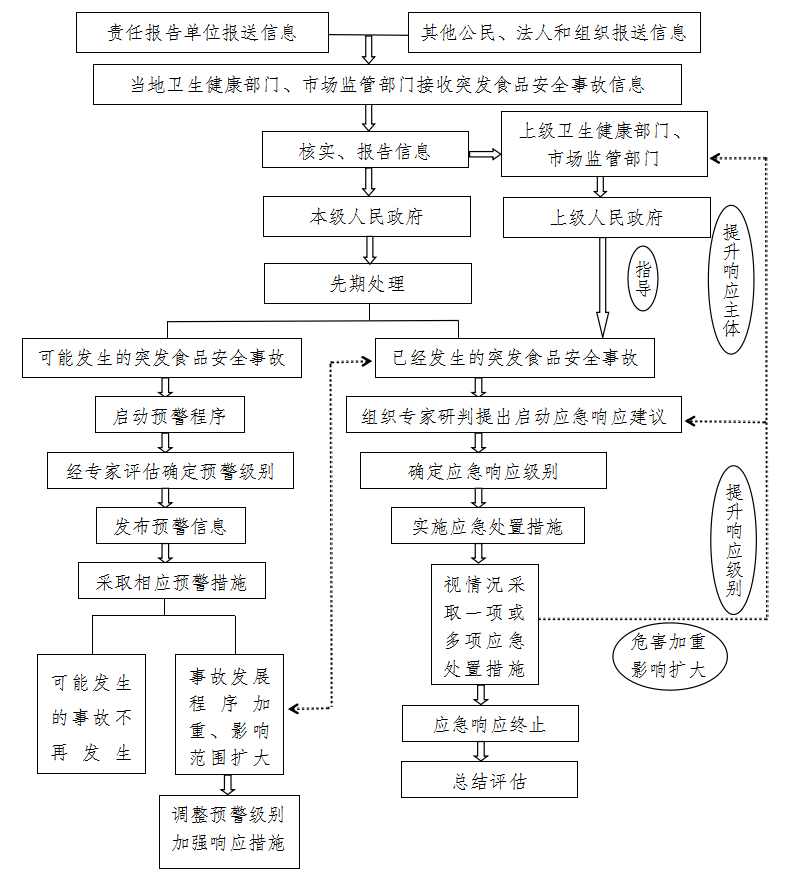 责任报告单位报送信息
其他公民、法人和组织报送信息
当地卫生健康部门、市场监管部门接收突发食品安全事故信息
核实、报告信息
上级卫生健康部门、
市场监管部门
本级人民政府
上级人民政府
提升响应主体
指导
先期处理
可能发生的突发食品安全事故
已经发生的突发食品安全事故
启动预警程序
组织专家研判提出启动应急响应建议
经专家评估确定预警级别
确定应急响应级别
提升响应级别
发布预警信息
实施应急处置措施
采取相应预警措施
视情况采
取一项或
多项应急
处置措施
危害加重
影响扩大
可能发生
的事故不
再发生
事故发展
程序加
重、影响
范围扩大
应急响应终止
总结评估
调整预警级别
加强响应措施